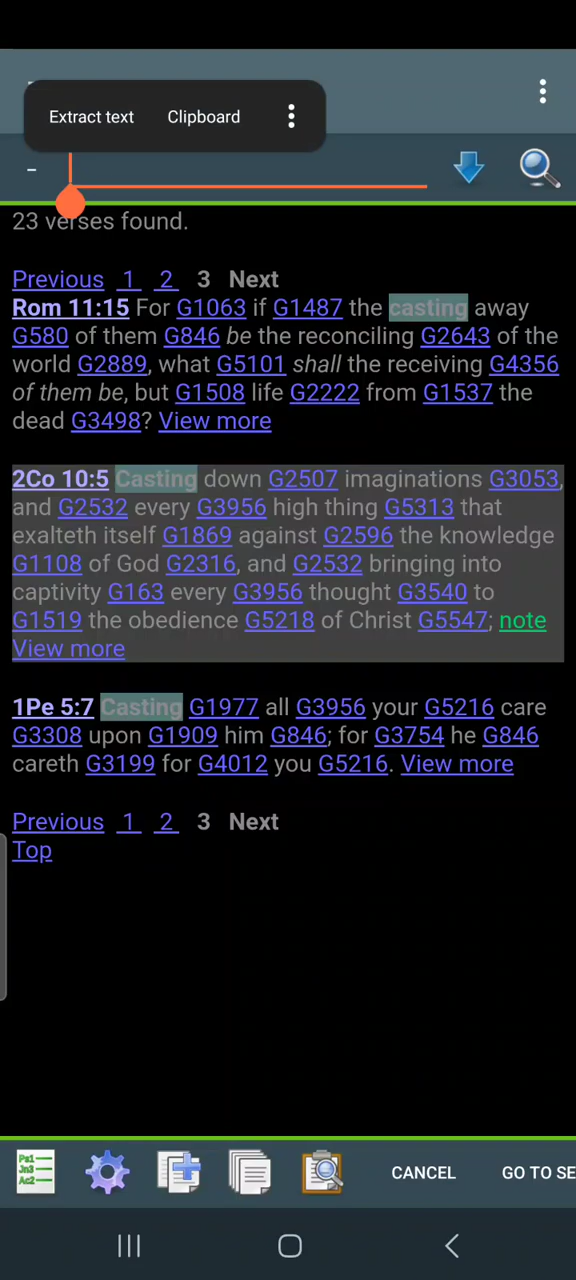 Extract text Clipboard
-
23 verses found.
Previous 1 2 3 Next
Rom 11:15 For G1063 if G1487 the casting away
G580 of them G846 be the reconciling G2643 of the
world G2889, what G5101 shall the receiving G4356
of them be, but G1508 life G2222 from G1537 the
dead G3498? View more
2Co 10:5 Casting down G2507 imaginations G3053,
and G2532 every G3956 high thing G5313 that
exalteth itself G1869 against G2596 the knowledge
G1108 of God G2316, and G2532 bringing into
captivity G163 every G3956 thought G3540 to
G1519 the obedience G5218 of Christ G5547; note
View more
1Pe 5:7 Casting G1977 all G3956 your G5216 care
G3308 upon G1909 him G846; for G3754 he G846
careth G3199 for G4012 you G5216. View more
Previous 1 2 3 Next
Top
Ps1
Jn3
Ac2
CANCEL GO TO SE